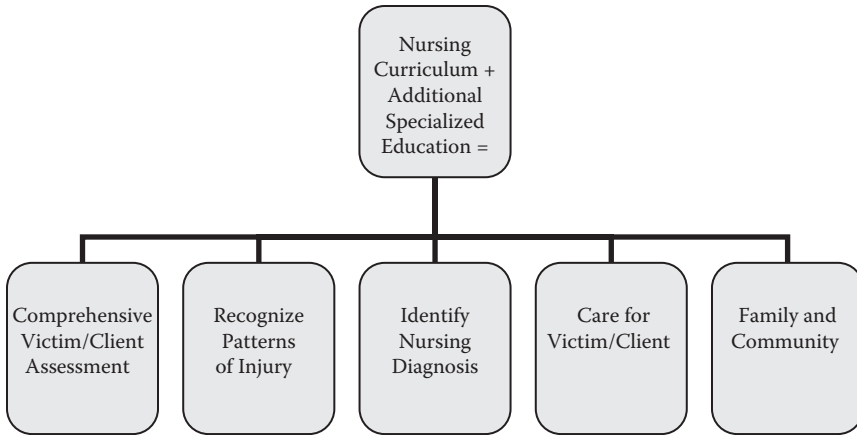 Nursing
Curriculum +
Additional
Specialized
Education =
Comprehensive
Victim/Client
Assessment
Recognize
Patterns
of Injury
Identify
Nursing
Diagnosis
Care for
Victim/Client
Family and
Community